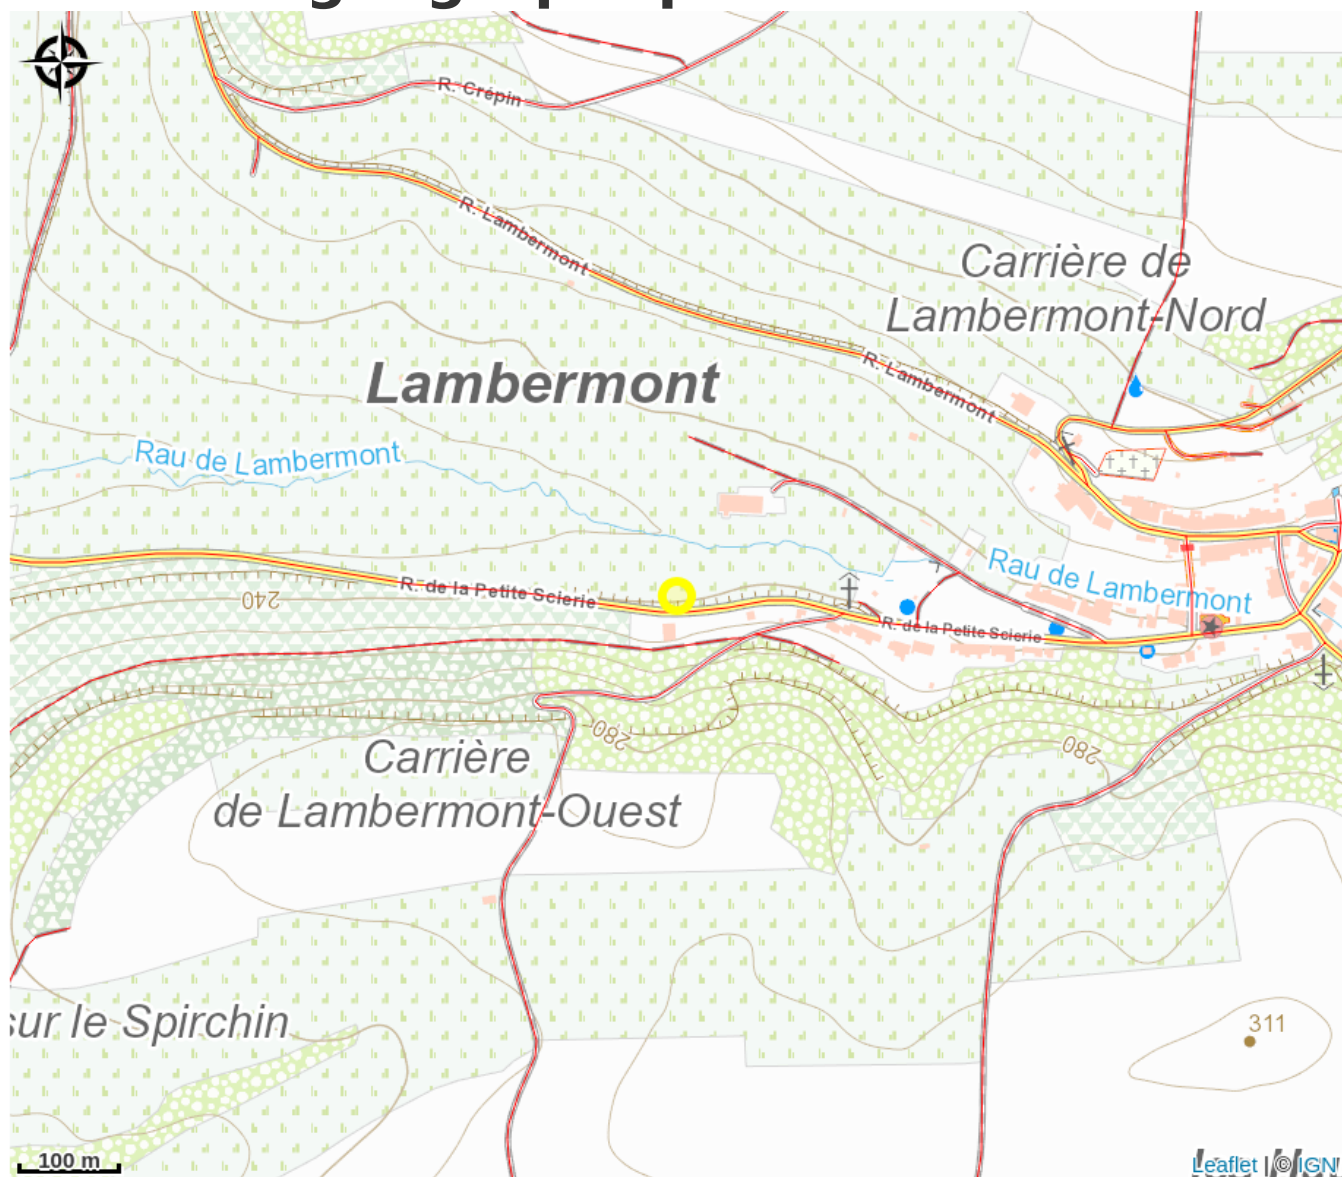 R. Crépin
R. Lambermont
Carrière de
Lambermont-Nord
R. Lambermont
Lambermont
Rau de Lambermont
Rau de Lambermont
R. de la Petite Scierie
240
R. de la Petite Scierie
280
280
Carrière
de Lambermont-Ouest
sur le Spirchin
311
100 m
Leaflet | © IGN